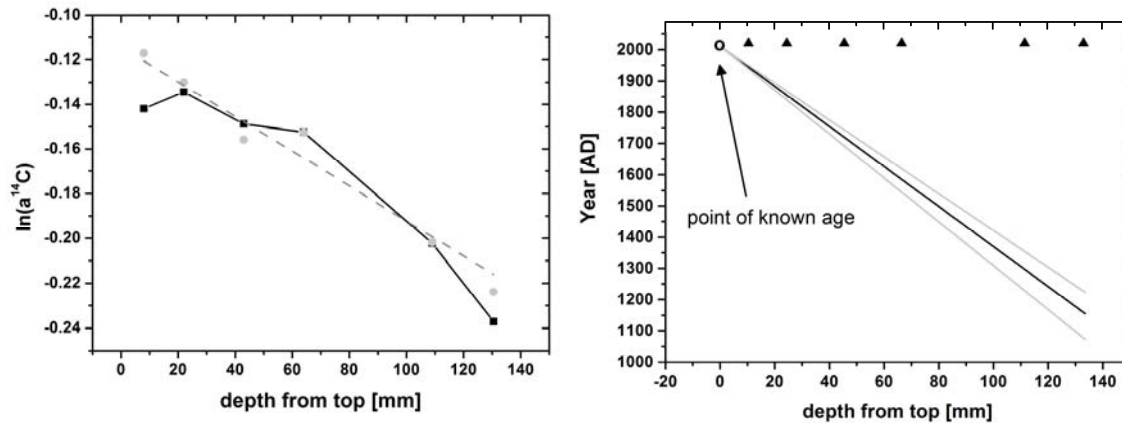 -0.10
-0.12
-0.14
-0.16
-0.18
-0.20
-0.22
-0.24
ln(a¹⁴C)
0 20 40 60 80 100 120 140
depth from top [mm]
2000
1900
1800
1700
1600
1500
1400
1300
1200
1100
1000
Year [AD]
point of known age
-20 0 20 40 60 80 100 120 140
depth from top [mm]